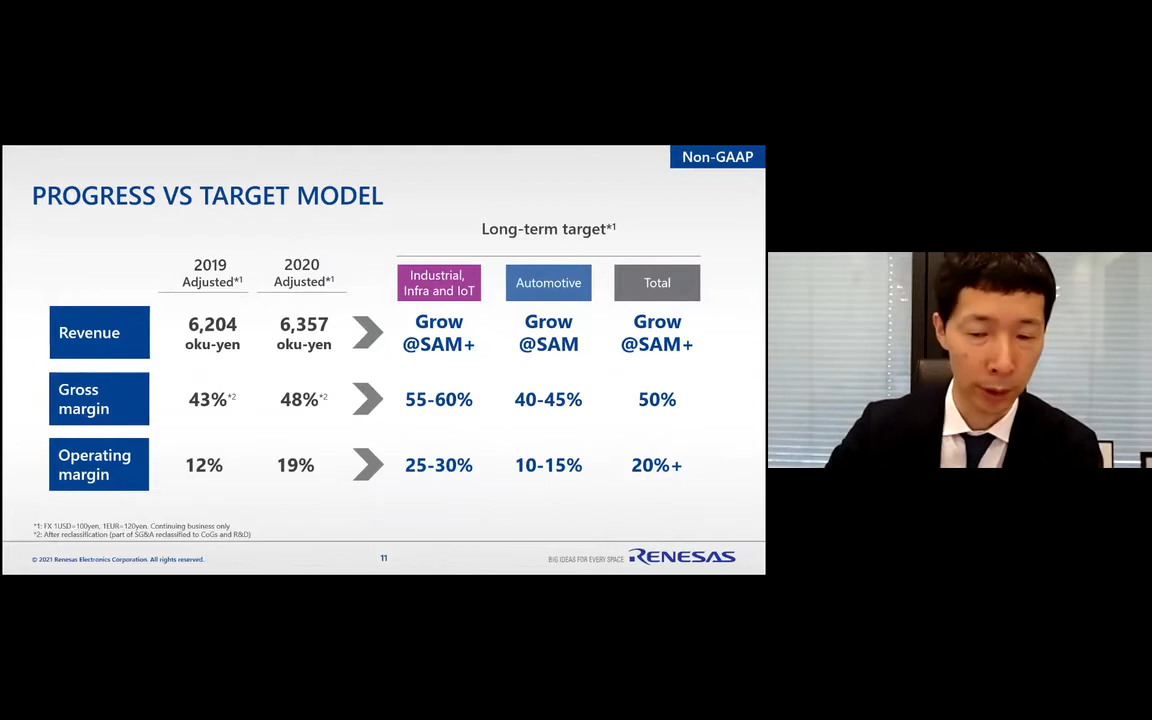 Non-GAAP
PROGRESS VS TARGET MODEL
Long-term target*1
2019
Adjusted*1
2020
Adjusted*1
Industrial,
Infra and IoT
Automotive
Total
Revenue
6,204
oku-yen
6,357
oku-yen
Grow
@SAM+
Grow
@SAM
Grow
@SAM+
Gross
margin
43%*2
48%*2
55-60%
40-45%
50%
Operating
margin
12%
19%
25-30%
10-15%
20%+
*1: FX 1USD=100yen, 1EUR=120yen. Continuing business only
*2: After reclassification (part of SG&A reclassified to CoGs and R&D)
© 2021 Renesas Electronics Corporation. All rights reserved.
11
BIG IDEAS FOR EVERY SPACE
RENESAS